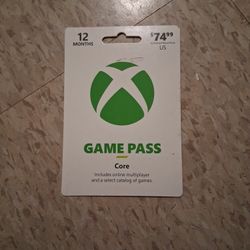 12
MONTHS
$74.99
US
GAME PASS
Core
Includes online multiplayer
and a select catalog of games.